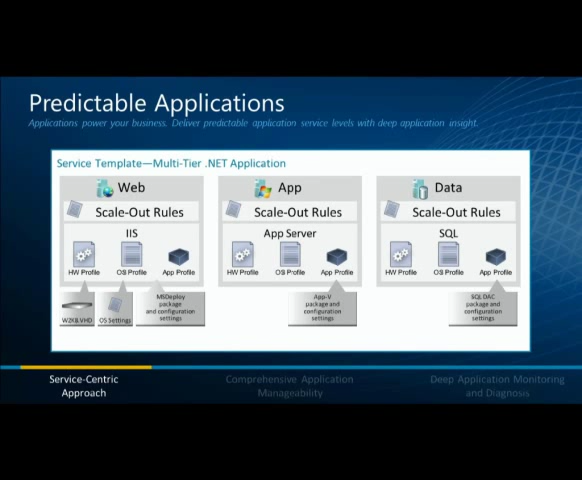 Predictable Applications
Applications power your business. Deliver predictable application service levels with deep application insight.
Service Template—Multi-Tier .NET Application
Web
Scale-Out Rules
IIS
HW Profile
OS Profile
App Profile
W2K8 VHD
OS Settings
MSDeploy
package
and configuration
settings
App
Scale-Out Rules
App Server
HW Profile
OS Profile
App Profile
App-V
package and
configuration
settings
Data
Scale-Out Rules
SQL
HW Profile
OS Profile
App Profile
SQL DAC
package and
configuration
settings
Service-Centric
Approach
Comprehensive Application
Manageability
Deep Application Monitoring
and Diagnosis